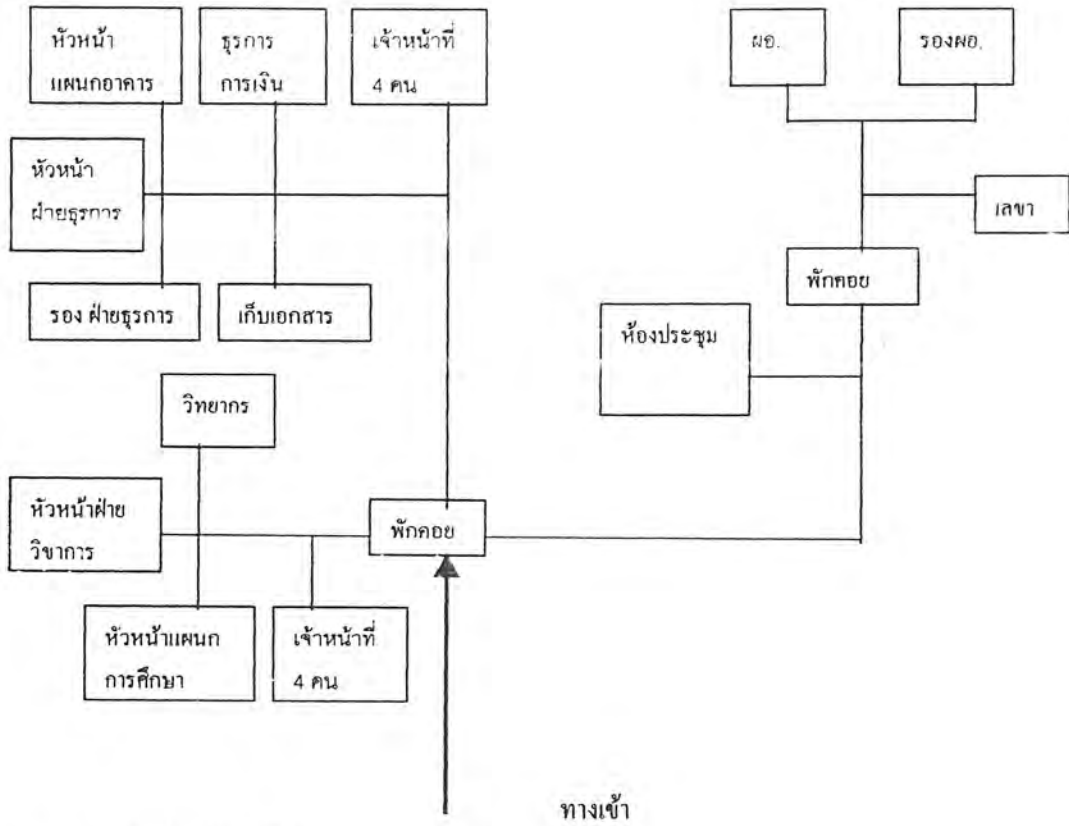 หัวหน้า
แผนกอาคาร
ธุรการ
การเงิน
เจ้าหน้าที่
4 คน
ผอ.
รองผอ.
หัวหน้า
ฝ่ายธุรการ
เลขา
พักคอย
รอง ฝ่ายธุรการ
เก็บเอกสาร
ห้องประชุม
วิทยากร
หัวหน้าฝ่าย
วิขาการ
พักคอย
หัวหน้าแผนก
การศึกษา
เจ้าหน้าที่
4 คน
ทางเข้า